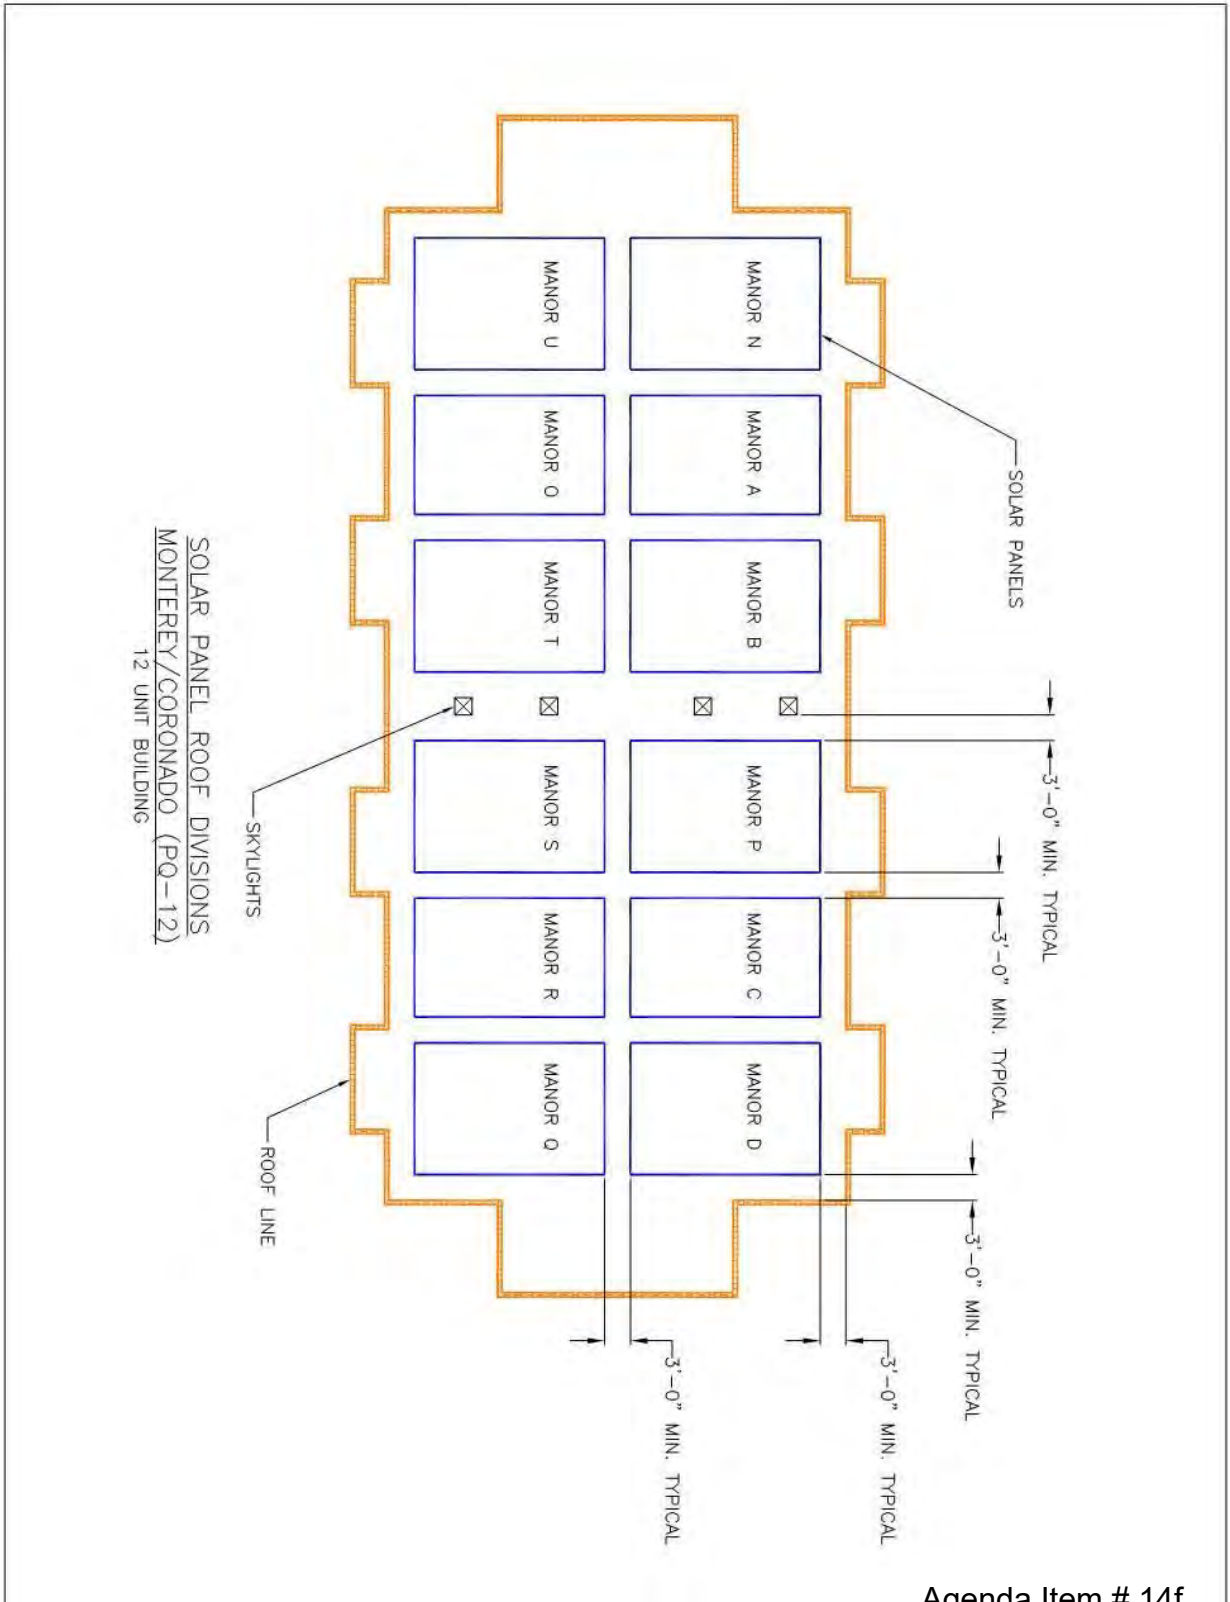 SOLAR PANELS
3'-0" MIN. TYPICAL
3'-0" MIN. TYPICAL
3'-0" MIN. TYPICAL
3'-0" MIN. TYPICAL
3'-0" MIN. TYPICAL
MANOR N
MANOR A
MANOR B
MANOR P
MANOR C
MANOR D
MANOR U
MANOR O
MANOR T
MANOR S
MANOR R
MANOR Q
SKYLIGHTS
ROOF LINE
SOLAR PANEL ROOF DIVISIONS
MONTEREY/CORONADO (PQ-12)
12 UNIT BUILDING
Agenda Item # 14f